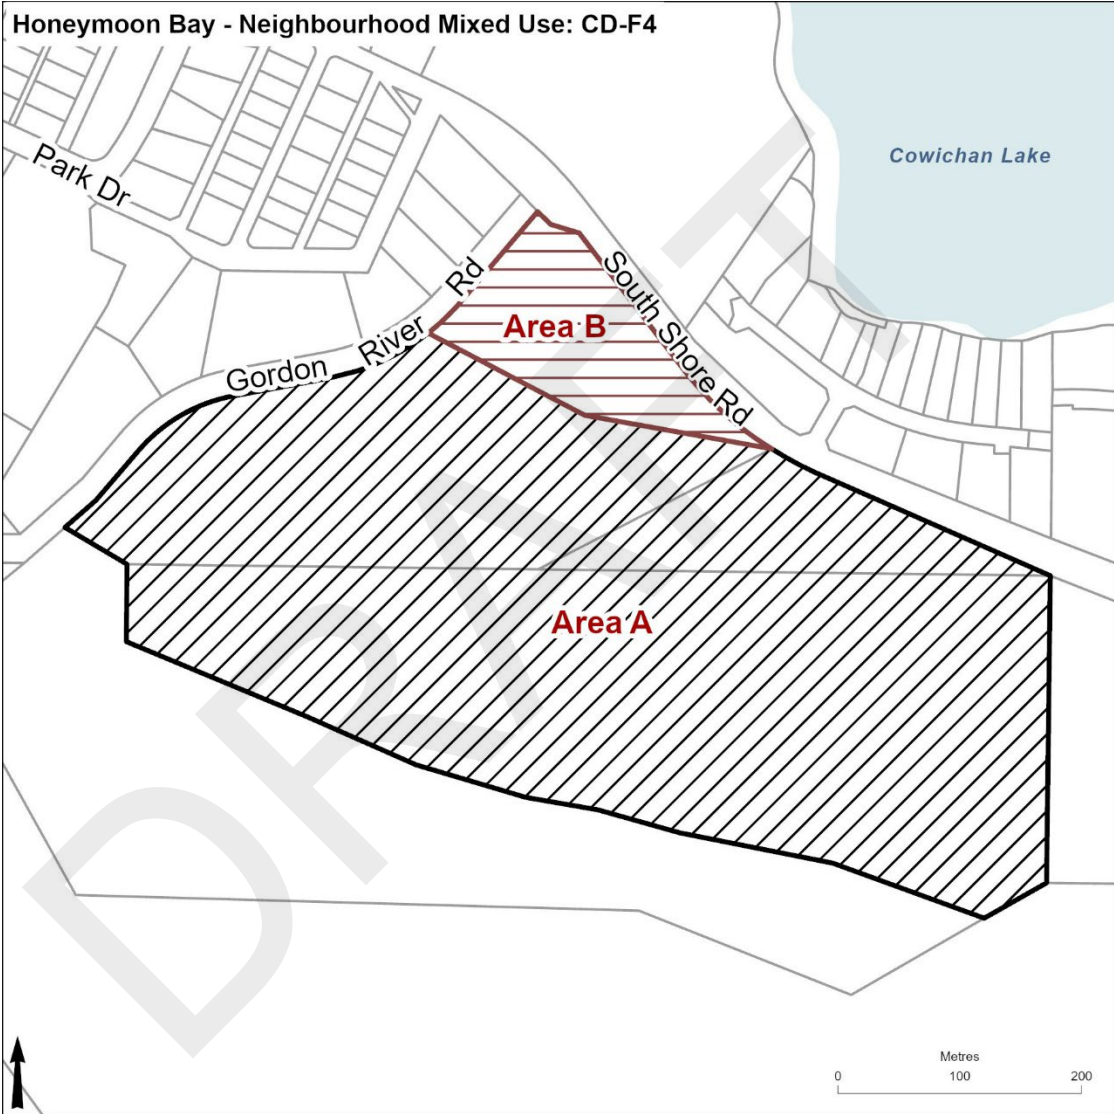 Honeymoon Bay - Neighbourhood Mixed Use: CD-F4
Cowichan Lake
Park Dr
South Shore Rd
Gordon River Rd
Area B
Area A
DRAFT
Metres
0 100 200